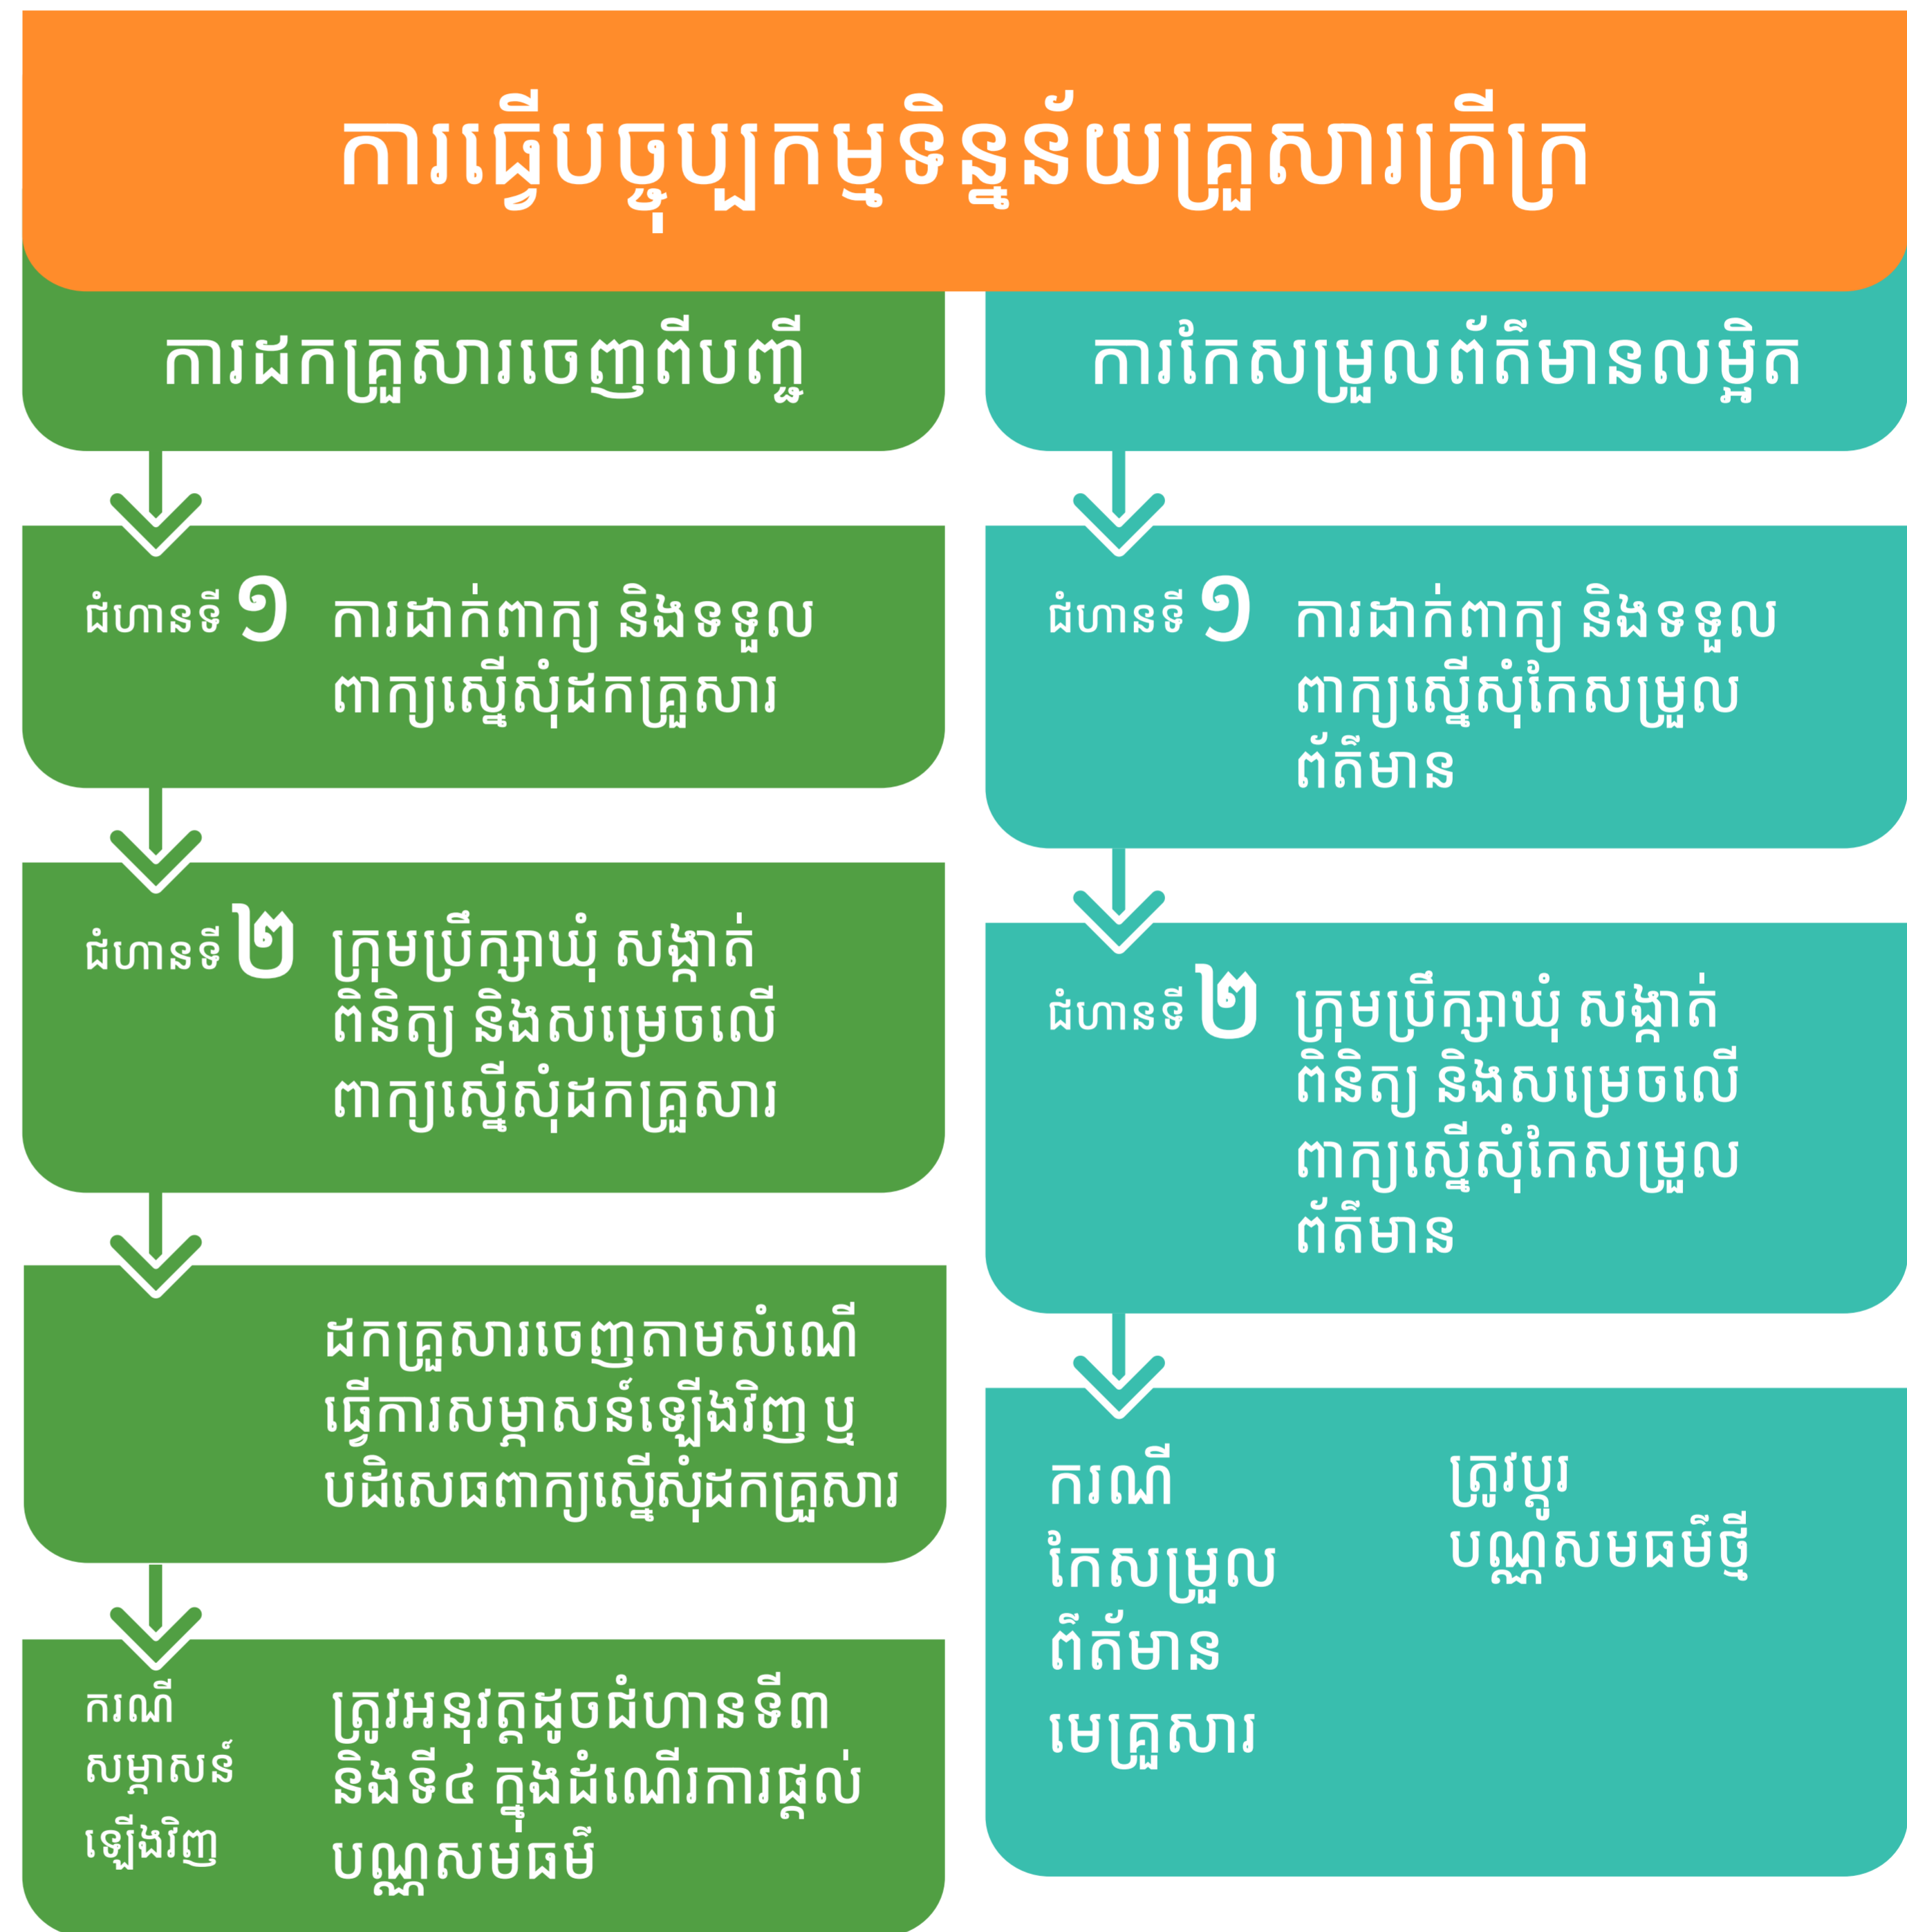 ការធ្វើបច្ចុប្បកម្មទិន្នន័យគ្រួសារក្រីក្រ
ការដកគ្រួសារចេញពីបញ្ជី
ជំហានទី ១ ការដាក់ពាក្យ និងទទួល
ពាក្យស្នើសុំដកគ្រួសារ
ជំហានទី ២ ក្រុមប្រឹក្សាឃុំ សង្កាត់
ពិនិត្យ និងសម្រេចលើ
ពាក្យស្នើសុំដកគ្រួសារ
ដកគ្រួសារចេញតាមសំណើ
ធ្វើការសម្ភាសន៍ឡើងវិញ ឬ
បដិសេធពាក្យស្នើសុំដកគ្រួសារ
ករណី
សម្ភាសន៍
ឡើងវិញ
ត្រូវអនុវត្តដូចជំហានទី៣
និងទី៤ ក្នុងដំណើរការផ្តល់
បណ្ណសមធម៌
ការកែសម្រួលព័ត៌មានលម្អិត
ជំហានទី ១ ការដាក់ពាក្យ និងទទួល
ពាក្យស្នើសុំកែសម្រួល
ព័ត៌មាន
ជំហានទី ២ ក្រុមប្រឹក្សាឃុំ សង្កាត់
ពិនិត្យ និងសម្រេចលើ
ពាក្យស្នើសុំកែសម្រួល
ព័ត៌មាន
ករណី
កែសម្រួល
ព៌ត័មាន
មេគ្រួសារ
ត្រូវប្តូរ
បណ្ណសមធម៌ថ្មី